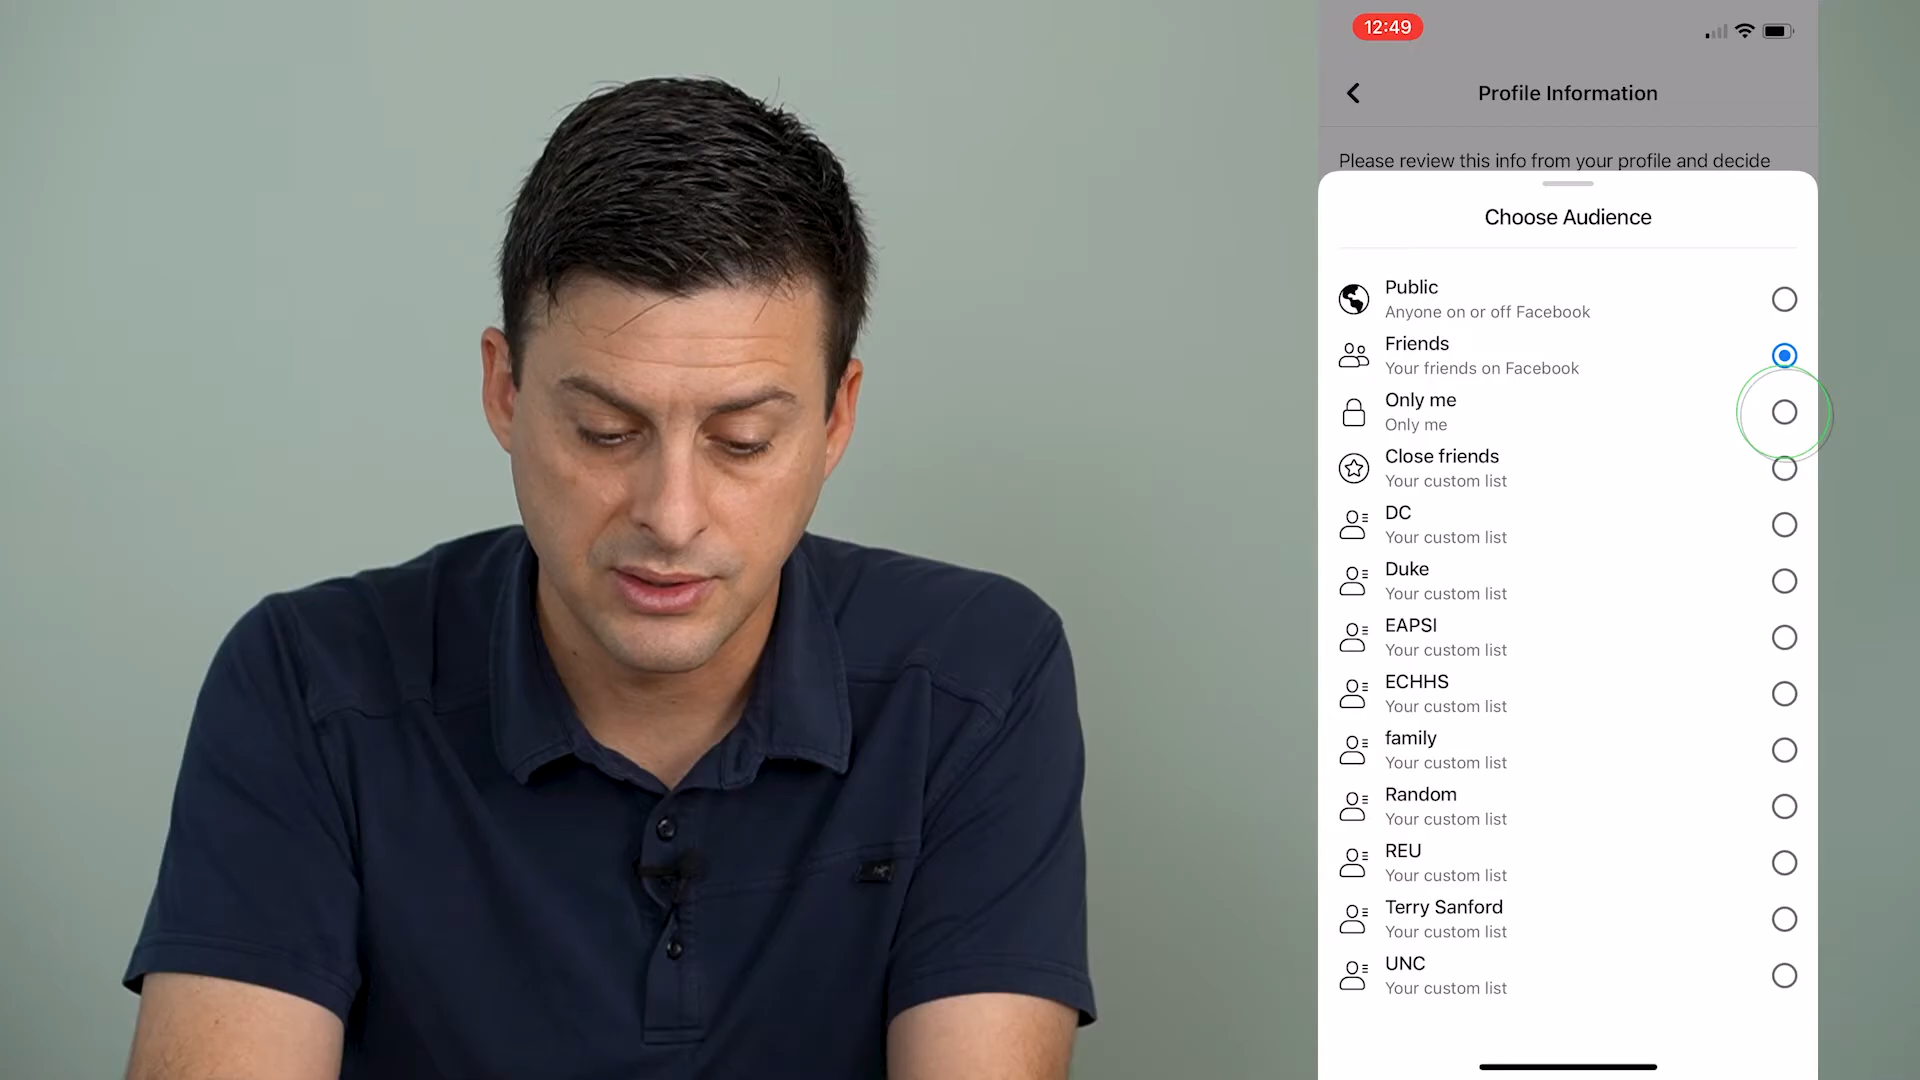 12:49
Profile Information
Please review this info from your profile and decide
Choose Audience
Public
Anyone on or off Facebook
Friends
Your friends on Facebook
Only me
Only me
Close friends
Your custom list
DC
Your custom list
Duke
Your custom list
EAPSI
Your custom list
ECHHS
Your custom list
family
Your custom list
Random
Your custom list
REU
Your custom list
Terry Sanford
Your custom list
UNC
Your custom list